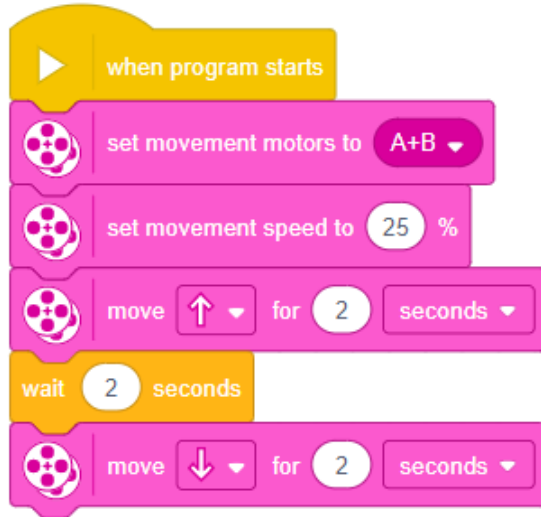 when program starts
set movement motors to A+B
set movement speed to 25 %
move for 2 seconds
wait 2 seconds
move for 2 seconds